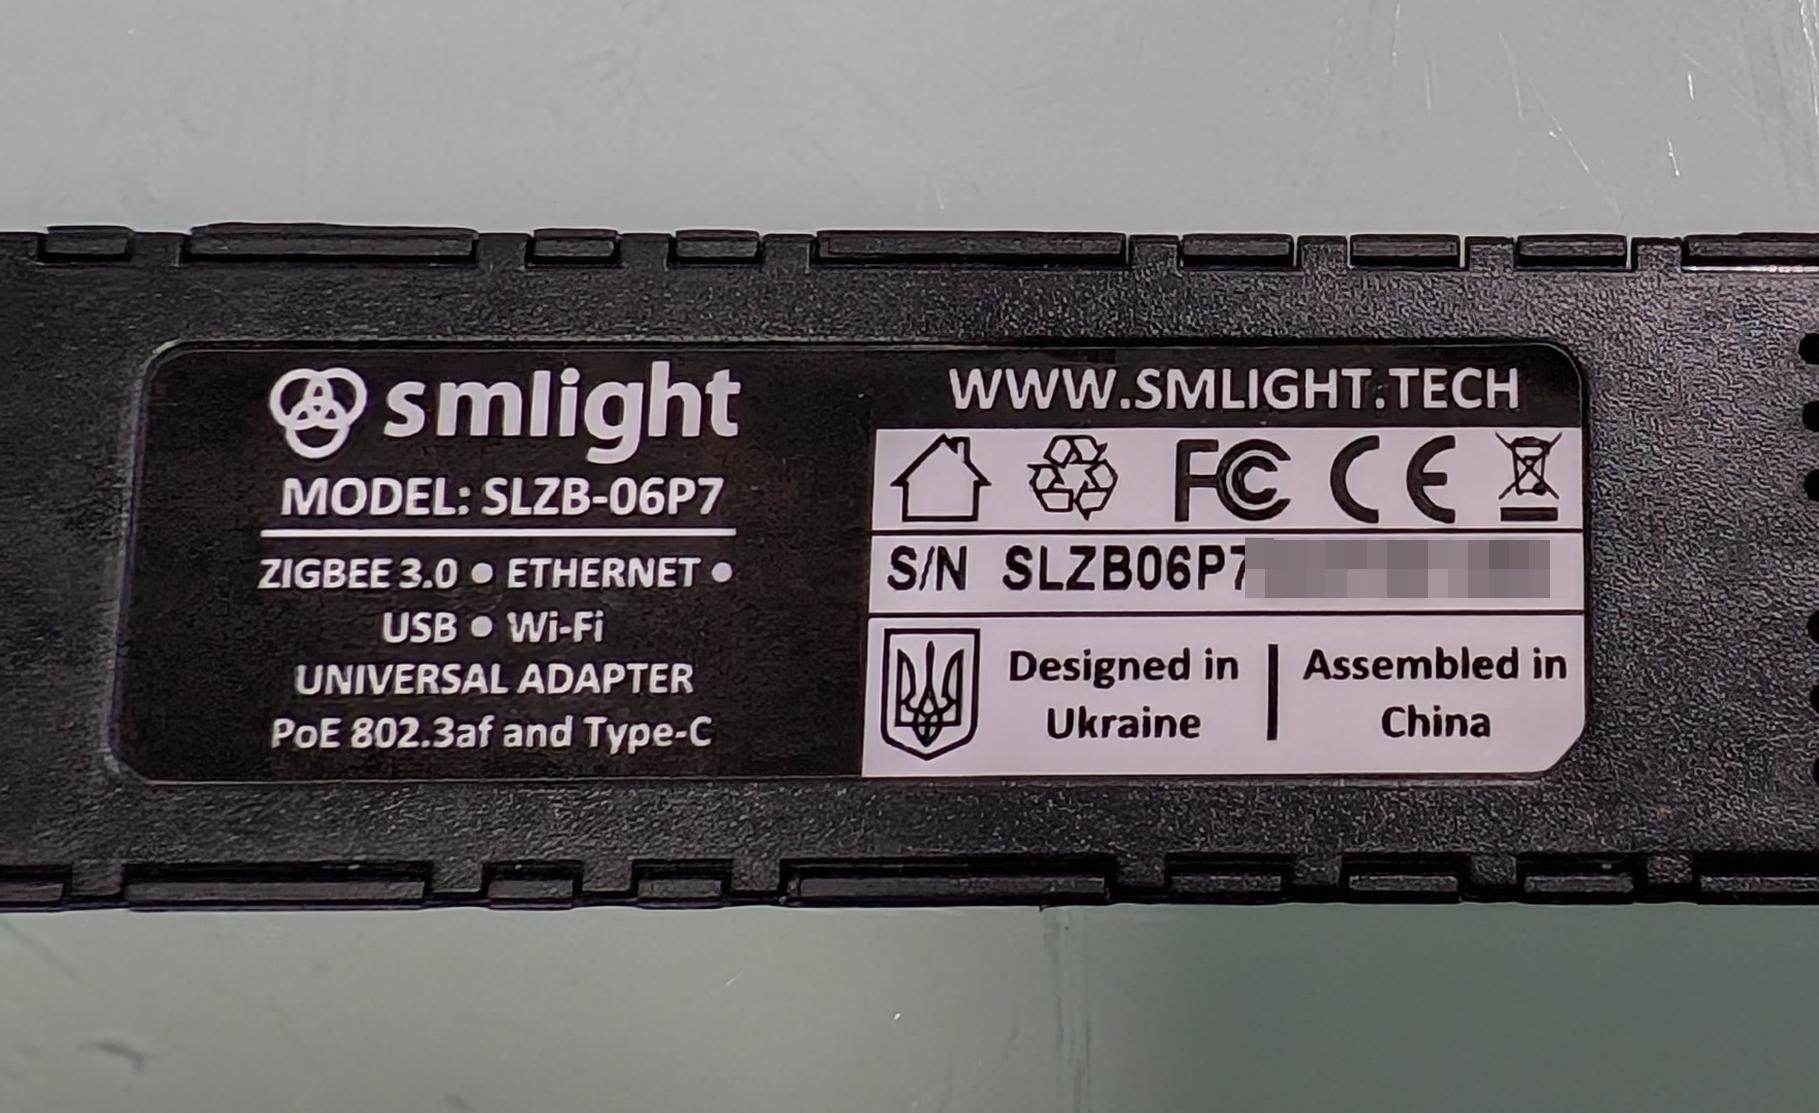 smlight
MODEL: SLZB-06P7
ZIGBEE 3.0 ● ETHERNET ●
USB ● Wi-Fi
UNIVERSAL ADAPTER
PoE 802.3af and Type-C
WWW.SMLIGHT.TECH
FC CE
S/N SLZB06P7
Designed in
Ukraine
Assembled in
China